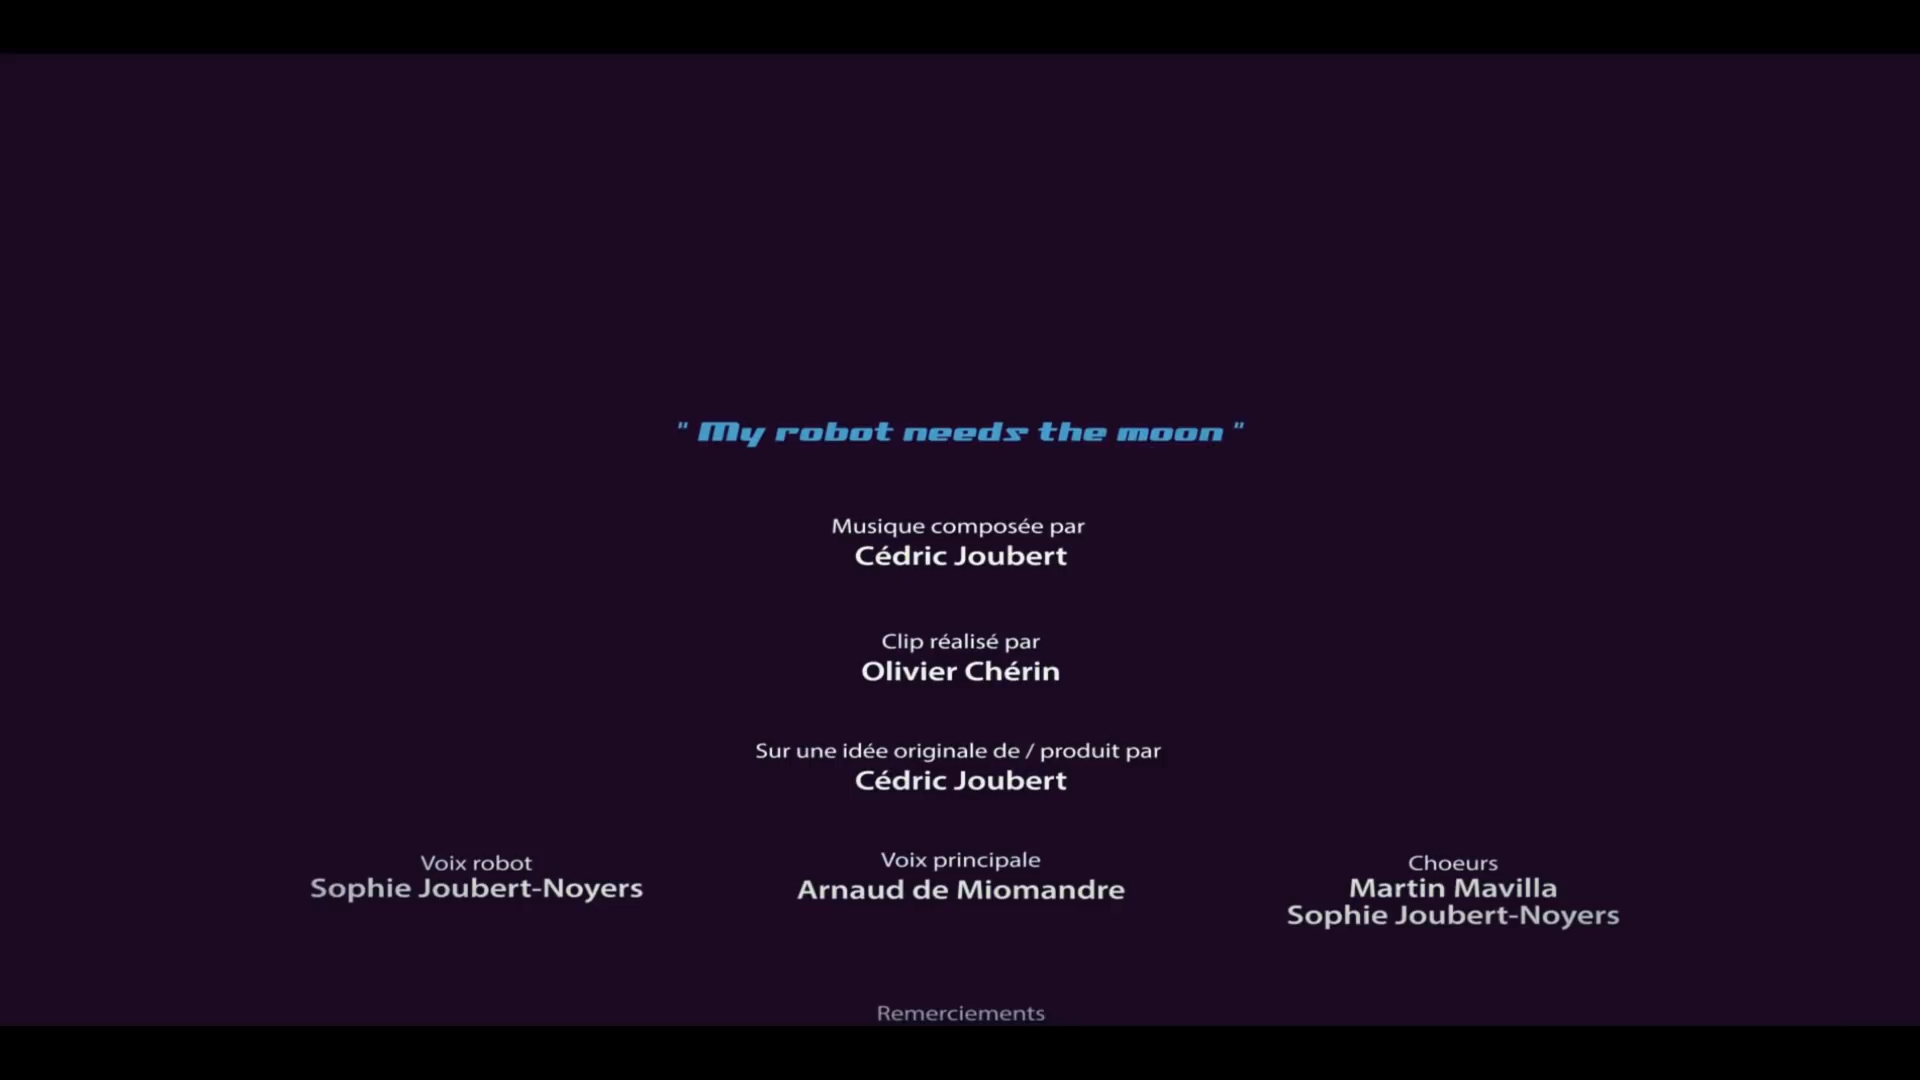 " My robot needs the moon "
Musique composée par
Cédric Joubert
Clip réalisé par
Olivier Chérin
Sur une idée originale de / produit par
Cédric Joubert
Voix robot
Sophie Joubert-Noyers
Voix principale
Arnaud de Miomandre
Choeurs
Martin Mavilla
Sophie Joubert-Noyers
Remerciements